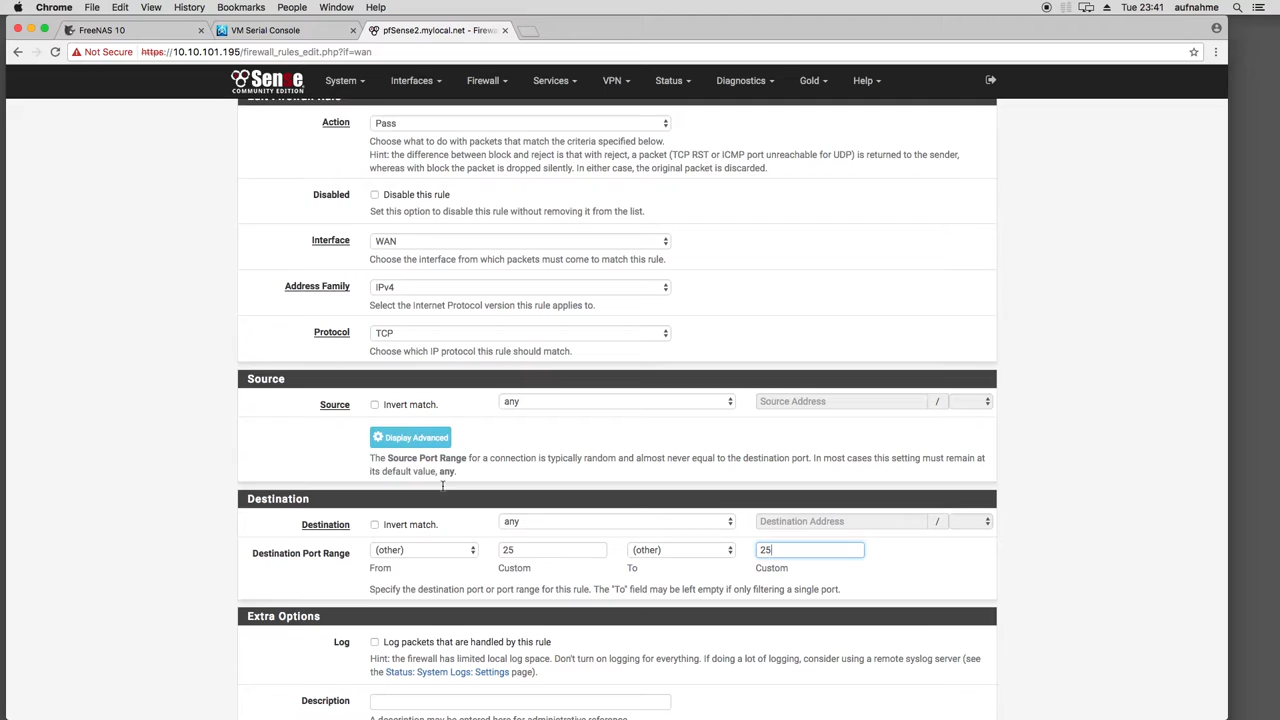 Chrome File Edit View History Bookmarks People Window Help Tue 23:41 aufnahme
FreeNAS 10 VM Serial Console pfSense2.mylocal.net - Firewa
Not Secure https://10.10.101.195/firewall_rules_edit.php?if=wan
Sense System Interfaces Firewall Services VPN Status Diagnostics Gold Help
COMMUNITY EDITION
Edit Firewall Rule
Action Pass
Choose what to do with packets that match the criteria specified below.
Hint: the difference between block and reject is that with reject, a packet (TCP RST or ICMP port unreachable for UDP) is returned to the sender,
whereas with block the packet is dropped silently. In either case, the original packet is discarded.
Disabled Disable this rule
Set this option to disable this rule without removing it from the list.
Interface WAN
Choose the interface from which packets must come to match this rule.
Address Family IPv4
Select the Internet Protocol version this rule applies to.
Protocol TCP
Choose which IP protocol this rule should match.
Source
Source Invert match. any Source Address /
Display Advanced
The Source Port Range for a connection is typically random and almost never equal to the destination port. In most cases this setting must remain at
its default value, any.
Destination
Destination Invert match. any Destination Address /
Destination Port Range (other) 25 (other) 25
From Custom To Custom
Specify the destination port or port range for this rule. The "To" field may be left empty if only filtering a single port.
Extra Options
Log Log packets that are handled by this rule
Hint: the firewall has limited local log space. Don't turn on logging for everything. If doing a lot of logging, consider using a remote syslog server (see
the Status: System Logs: Settings page).
Description
A description may be entered here for administrative reference